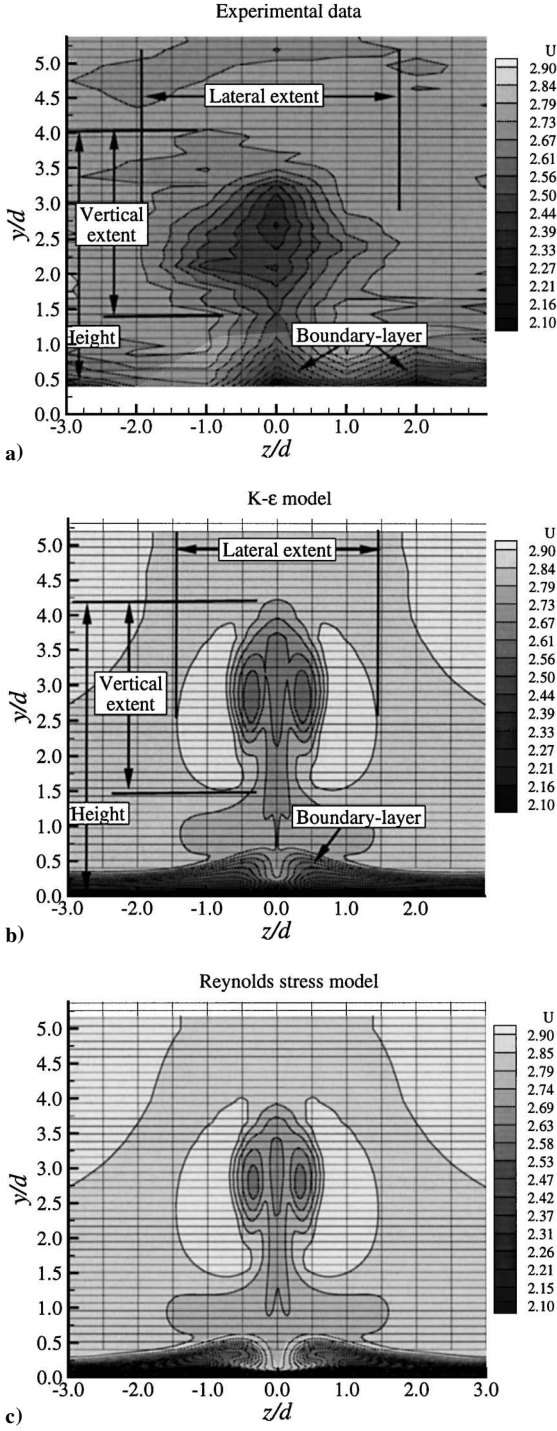 Experimental data
U
2.90
2.84
2.79
2.73
2.67
2.61
2.56
2.50
2.44
2.39
2.33
2.27
2.21
2.16
2.10
5.0
4.5
4.0
3.5
3.0
2.5
2.0
1.5
1.0
0.5
0.0
y/d
Lateral extent
Vertical
extent
Height
Boundary-layer
-3.0 -2.0 -1.0 0.0 1.0 2.0 3.0
z/d
a)
K-ε model
U
2.90
2.84
2.79
2.73
2.67
2.61
2.56
2.50
2.44
2.39
2.33
2.27
2.21
2.16
2.10
5.0
4.5
4.0
3.5
3.0
2.5
2.0
1.5
1.0
0.5
0.0
y/d
Lateral extent
Vertical
extent
Height
Boundary-layer
-3.0 -2.0 -1.0 0.0 1.0 2.0
z/d
b)
Reynolds stress model
U
2.90
2.85
2.79
2.74
2.69
2.63
2.58
2.53
2.47
2.42
2.37
2.31
2.26
2.21
2.15
2.10
5.0
4.5
4.0
3.5
3.0
2.5
2.0
1.5
1.0
0.5
0.0
y/d
-3.0 -2.0 -1.0 0.0 1.0 2.0 3.0
z/d
c)